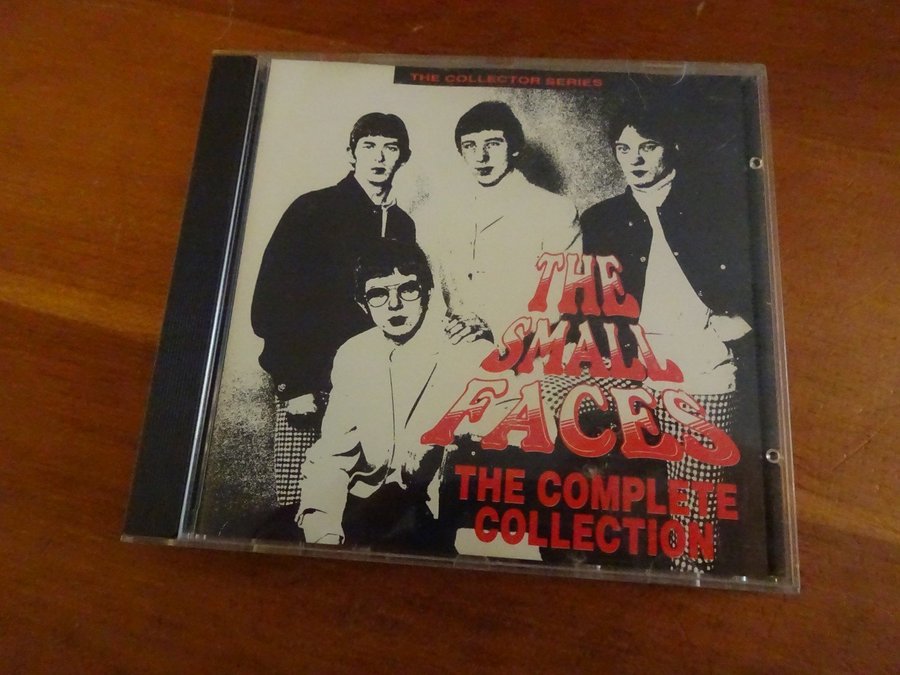 THE COLLECTOR SERIES
THE
SMALL
FACES
THE COMPLETE
COLLECTION